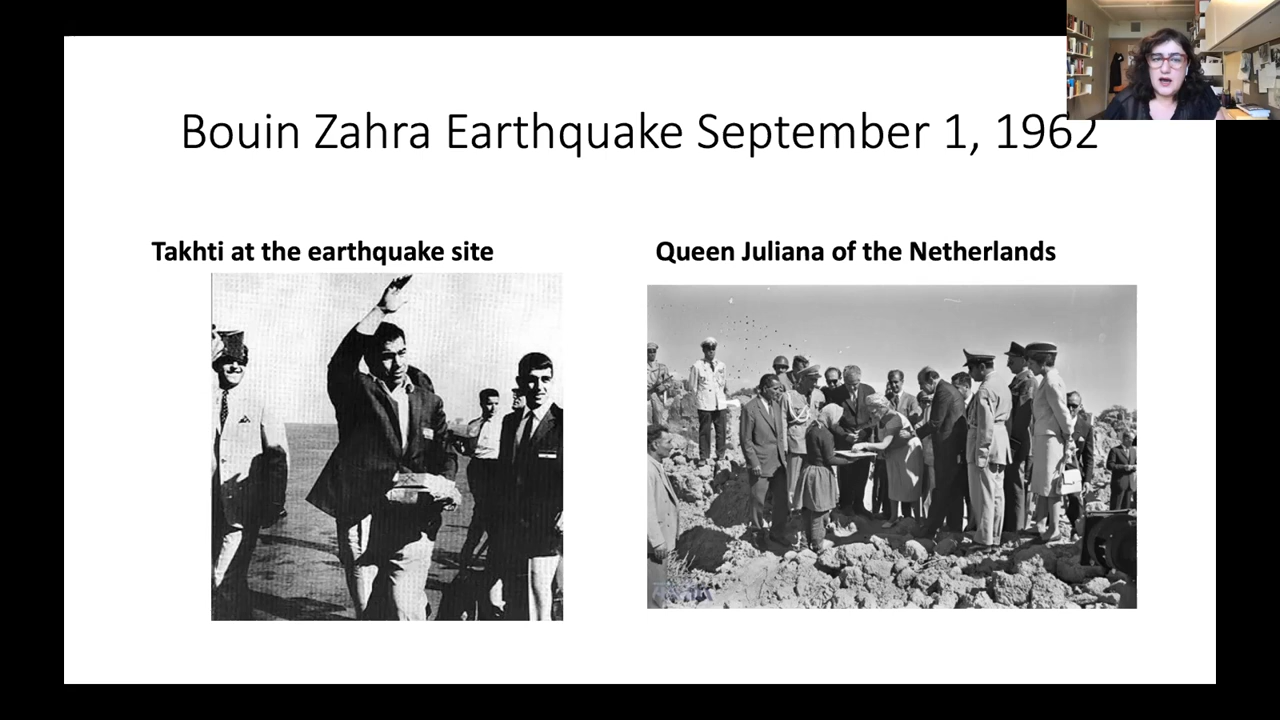 Bouin Zahra Earthquake September 1, 1962
Takhti at the earthquake site
Queen Juliana of the Netherlands